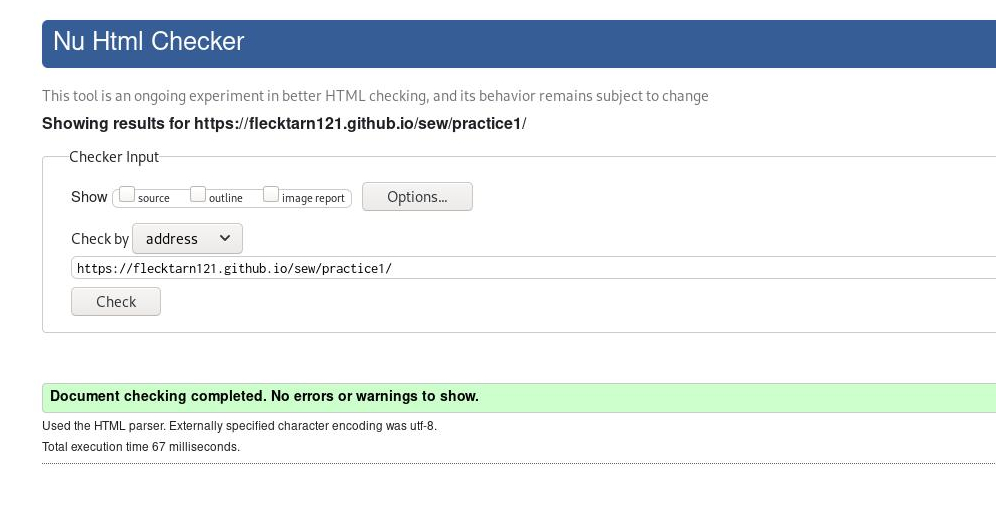 Nu Html Checker
This tool is an ongoing experiment in better HTML checking, and its behavior remains subject to change
Showing results for https://flecktarn121.github.io/sew/practice1/
Checker Input
Show source outline image report Options...
Check by address
https://flecktarn121.github.io/sew/practice1/
Check
Document checking completed. No errors or warnings to show.
Used the HTML parser. Externally specified character encoding was utf-8.
Total execution time 67 milliseconds.